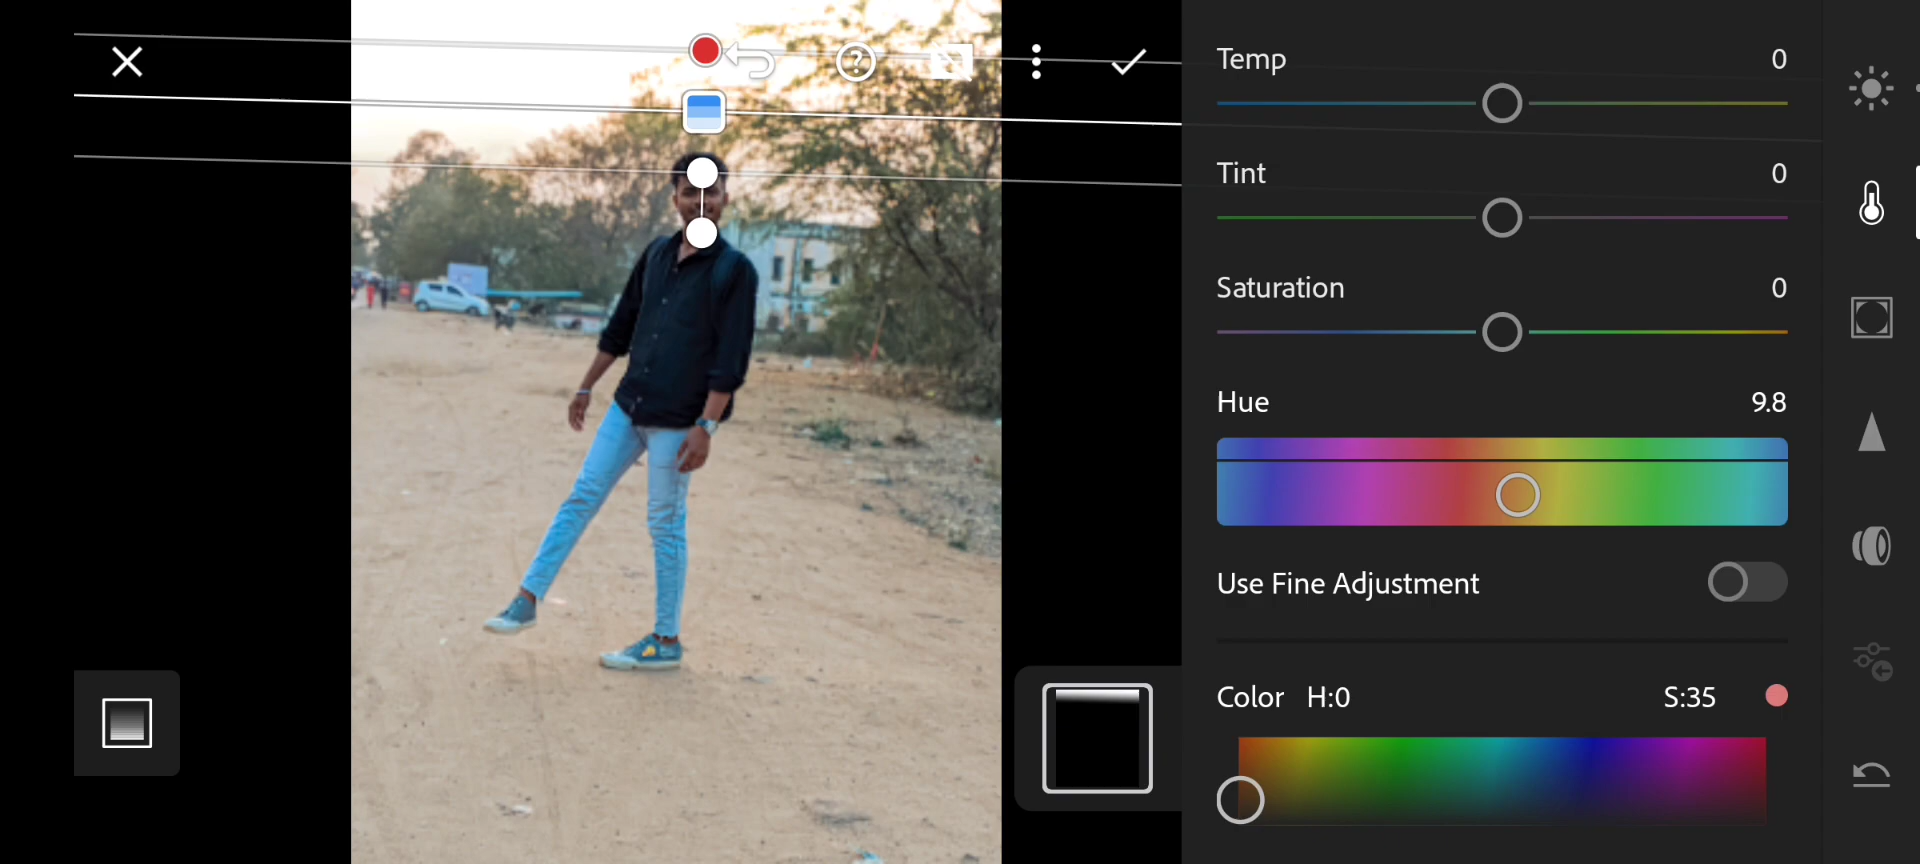 Temp 0
Tint 0
Saturation 0
Hue 9.8
Use Fine Adjustment
Color H:0 S:35